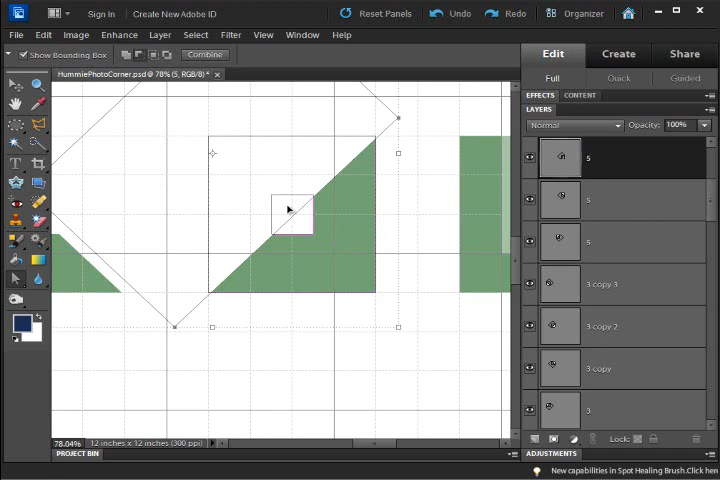 Sign In Create New Adobe ID Reset Panels Undo Redo Organizer
File Edit Image Enhance Layer Select Filter View Window Help
Show Bounding Box Combine
Edit Create Share
HummiePhotoCorner.psd @ 78% (5, RGB/8) *
Full Quick Guided
EFFECTS CONTENT
LAYERS
Normal Opacity: 100%
5
5
5
3 copy 3
3 copy 2
3 copy
3
Lock:
78.04% 12 inches x 12 inches (300 ppi)
PROJECT BIN
ADJUSTMENTS
New capabilities in Spot Healing Brush.Click here